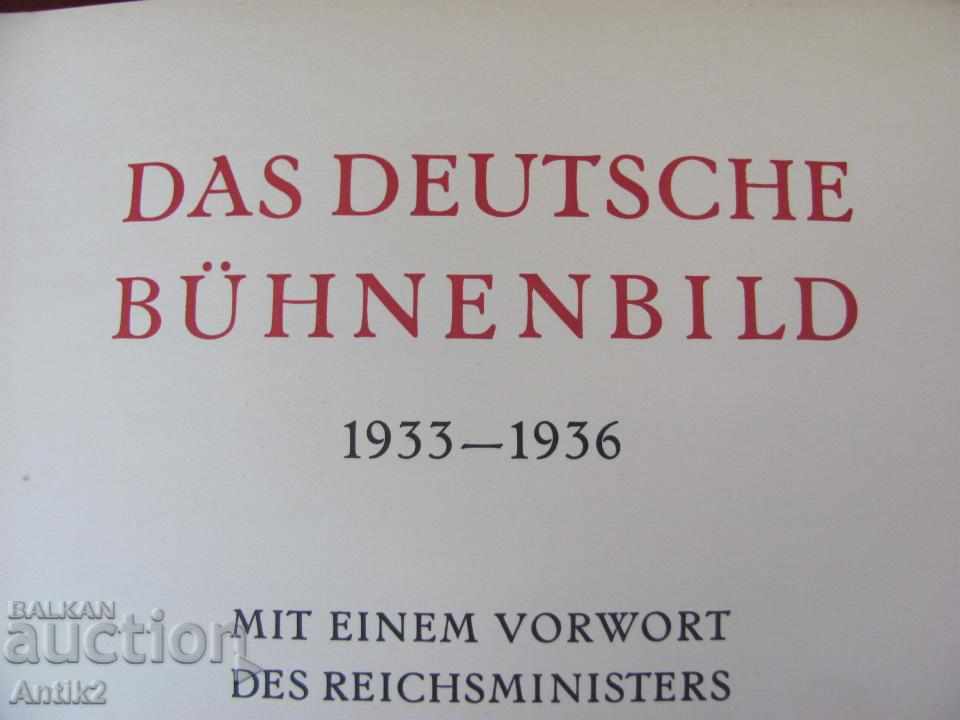 DAS DEUTSCHE
BÜHNENBILD
1933—1936
MIT EINEM VORWORT
DES REICHSMINISTERS
BALKAN
auction
Antik2